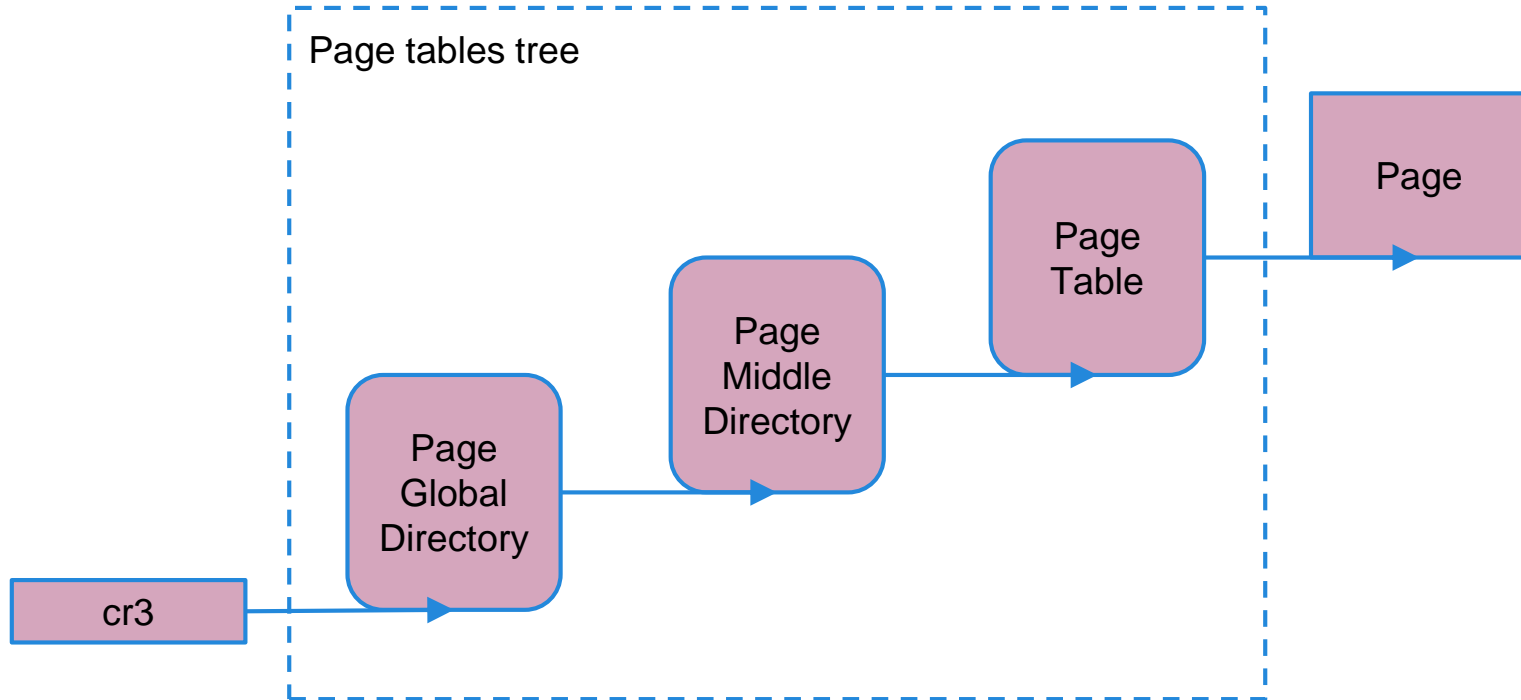 Page tables tree
Page
Page
Table
Page
Middle
Directory
Page
Global
Directory
cr3